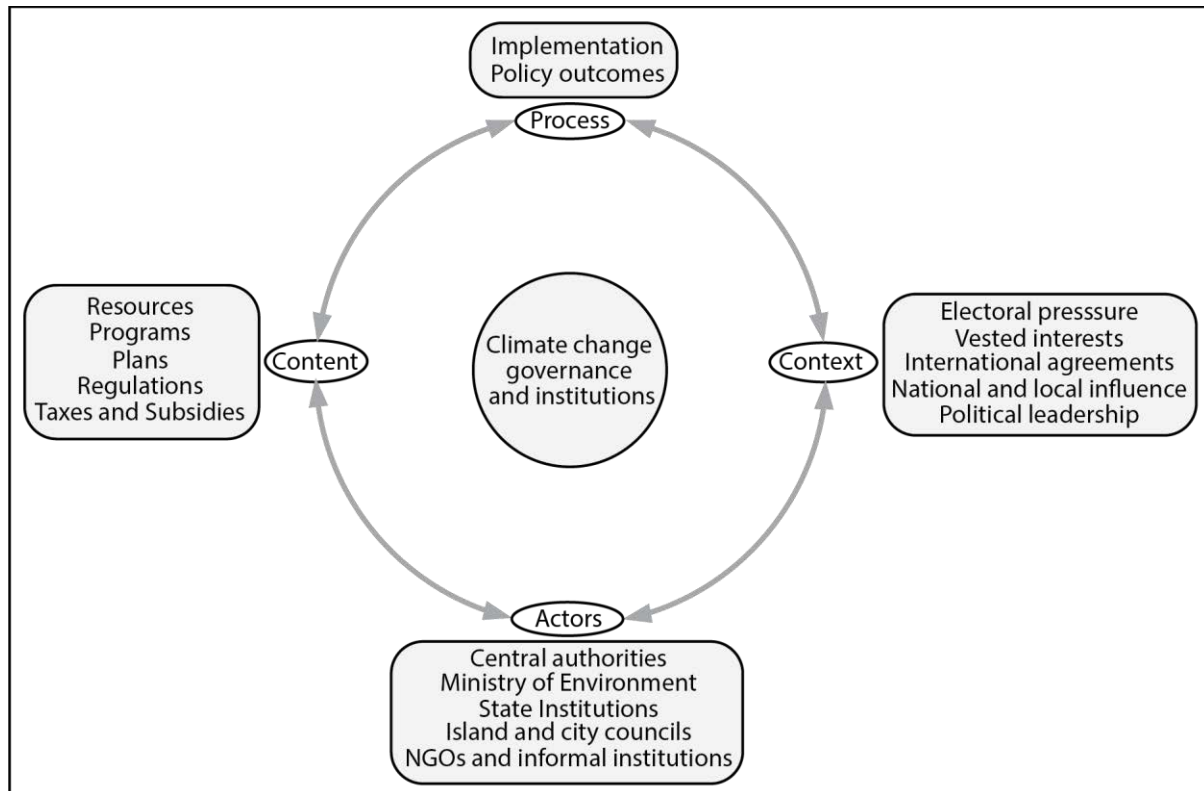 Implementation
Policy outcomes
Process
Resources
Programs
Plans
Regulations
Taxes and Subsidies
Content
Climate change
governance
and institutions
Context
Electoral presssure
Vested interests
International agreements
National and local influence
Political leadership
Actors
Central authorities
Ministry of Environment
State Institutions
Island and city councils
NGOs and informal institutions